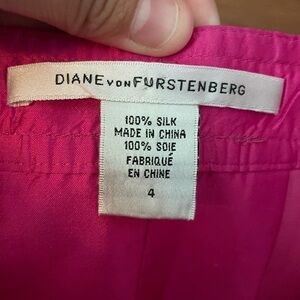 DIANE VON FURSTENBERG
100% SILK
MADE IN CHINA
100% SOIE
FABRIQUÉ
EN CHINE
4